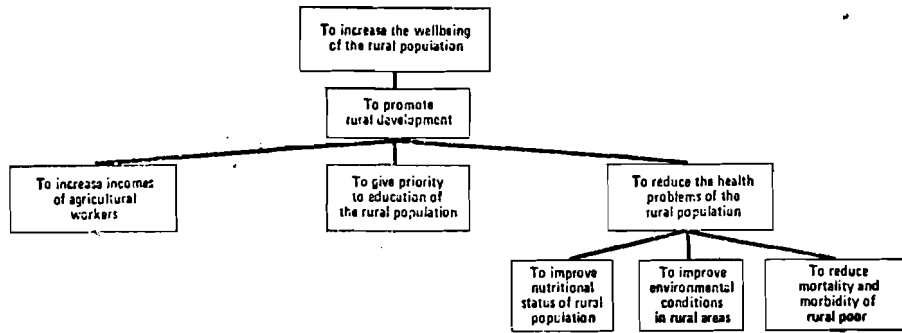 To increase the wellbeing
of the rural population
To promote
rural development
To increase incomes
of agricultural
workers
To give priority
to education of
the rural population
To reduce the health
problems of the
rural population
To improve
nutritional
status of rural
population
To improve
environmental
conditions
in rural areas
To reduce
mortality and
morbidity of
rural poor